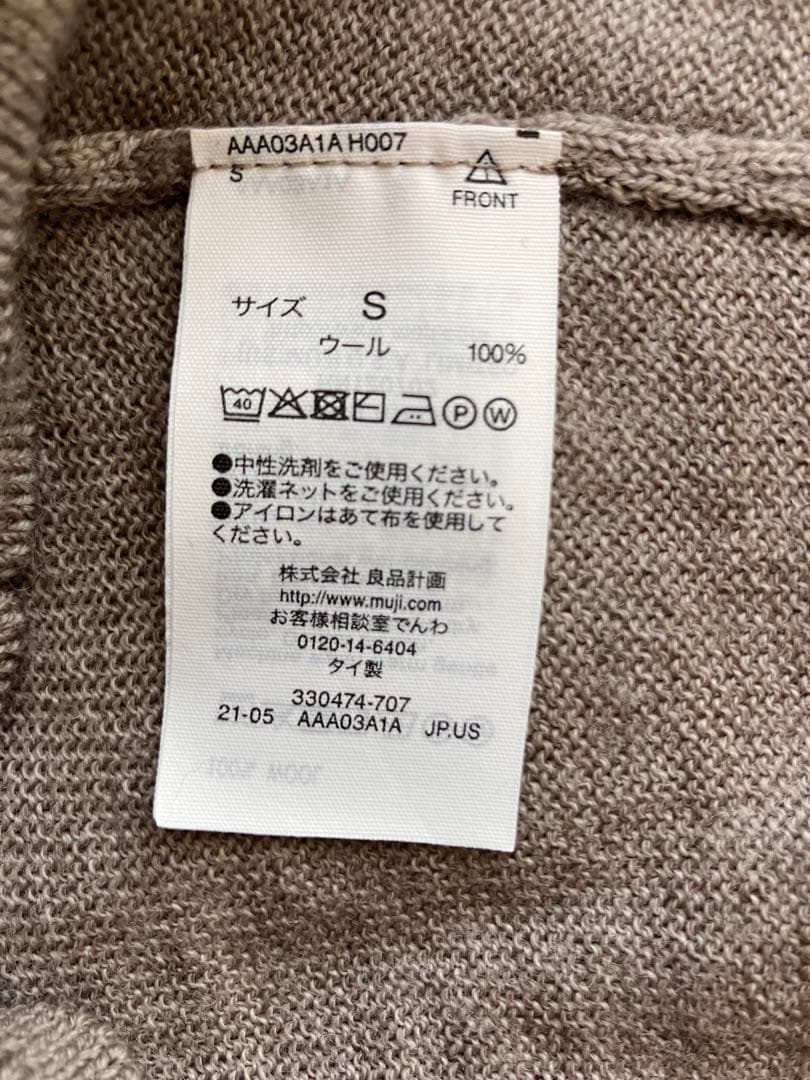 AAA03A1A H007
S
FRONT
サイズ S
ウール 100%
40 P W
●中性洗剤をご使用ください。
●洗濯ネットをご使用ください。
●アイロンはあて布を使用して
ください。
株式会社 良品計画
http://www.muji.com
お客様相談室でんわ
0120-14-6404
タイ製
330474-707
21-05 AAA03A1A JP.US